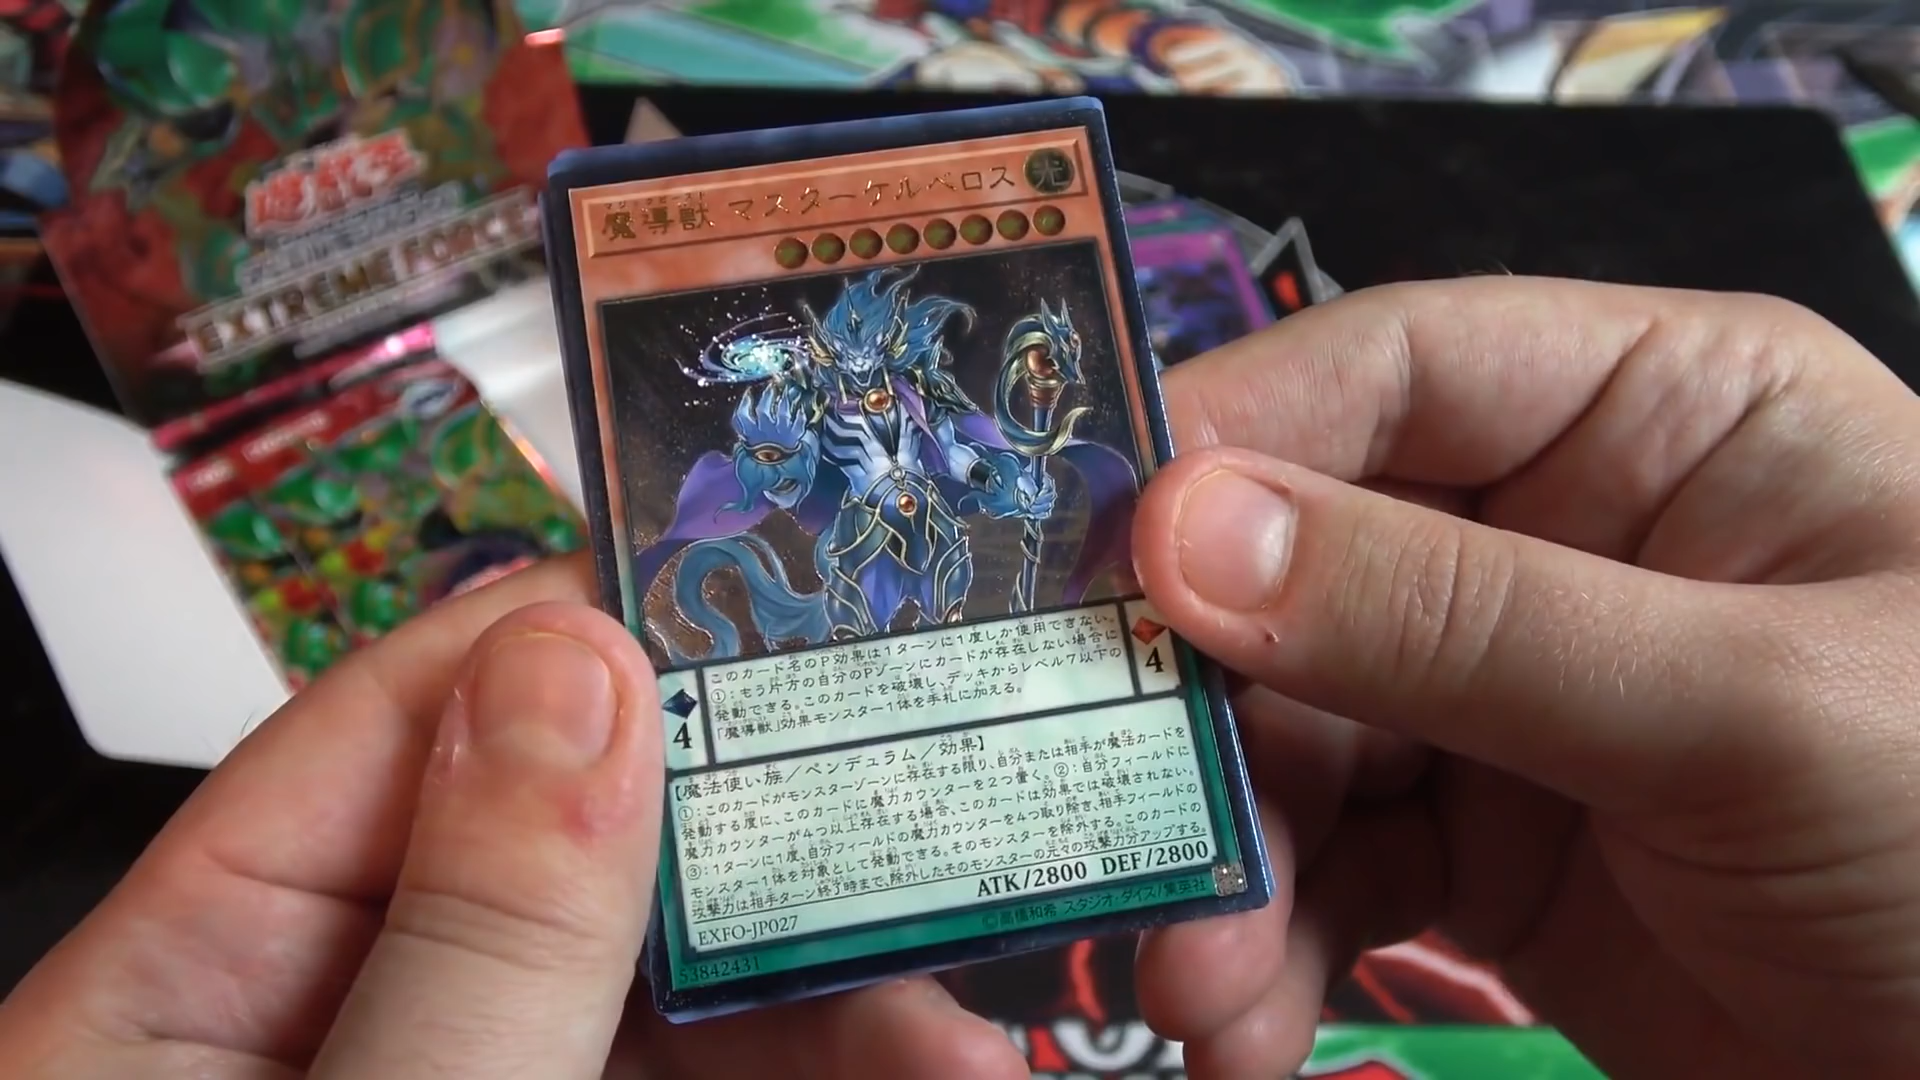 遊戯王
EXTREME FORCE
魔導獣 マスターケルベロス
光
このカード名のP効果は1ターンに1度しか使用できない。
①:もう片方の自分のPゾーンにカードが存在しない場合に
発動できる。このカードを破壊し、デッキからレベル7以下の
「魔導獣」効果モンスター1体を手札に加える。
4
4
【魔法使い族/ペンデュラム/効果】
①:このカードがモンスターゾーンに存在する限り、自分または相手が魔法カードを
発動する度に、このカードに魔力カウンターを2つ置く。②:自分フィールドに
魔力カウンターが4つ以上存在する場合、このカードは効果では破壊されない。
③:1ターンに1度、自分フィールドの魔力カウンターを4つ取り除き、相手フィールドの
モンスター1体を対象として発動できる。そのモンスターを除外する。このカードの
攻撃力は相手ターン終了時まで、除外したそのモンスターの元々の攻撃力分アップする。
ATK/2800 DEF/2800
EXFO-JP027
©高橋和希 スタジオ・ダイス/集英社
53842431